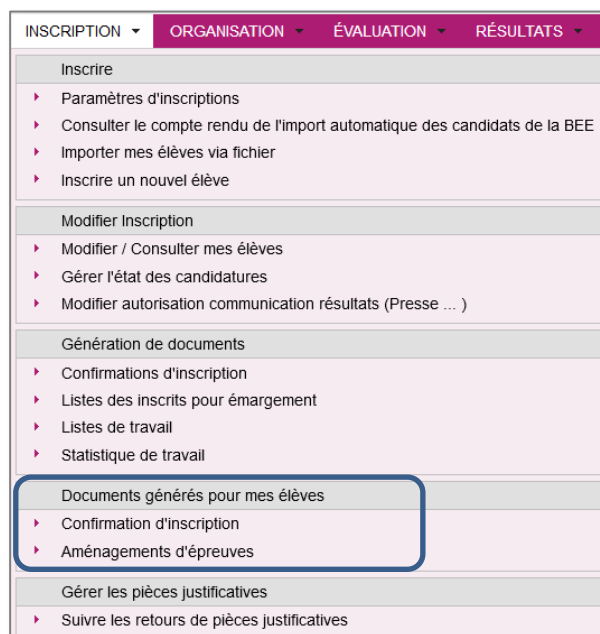 INSCRIPTION ORGANISATION ÉVALUATION RÉSULTATS
Inscrire
Paramètres d'inscriptions
Consulter le compte rendu de l'import automatique des candidats de la BEE
Importer mes élèves via fichier
Inscrire un nouvel élève
Modifier Inscription
Modifier / Consulter mes élèves
Gérer l'état des candidatures
Modifier autorisation communication résultats (Presse ... )
Génération de documents
Confirmations d'inscription
Listes des inscrits pour émargement
Listes de travail
Statistique de travail
Documents générés pour mes élèves
Confirmation d'inscription
Aménagements d'épreuves
Gérer les pièces justificatives
Suivre les retours de pièces justificatives